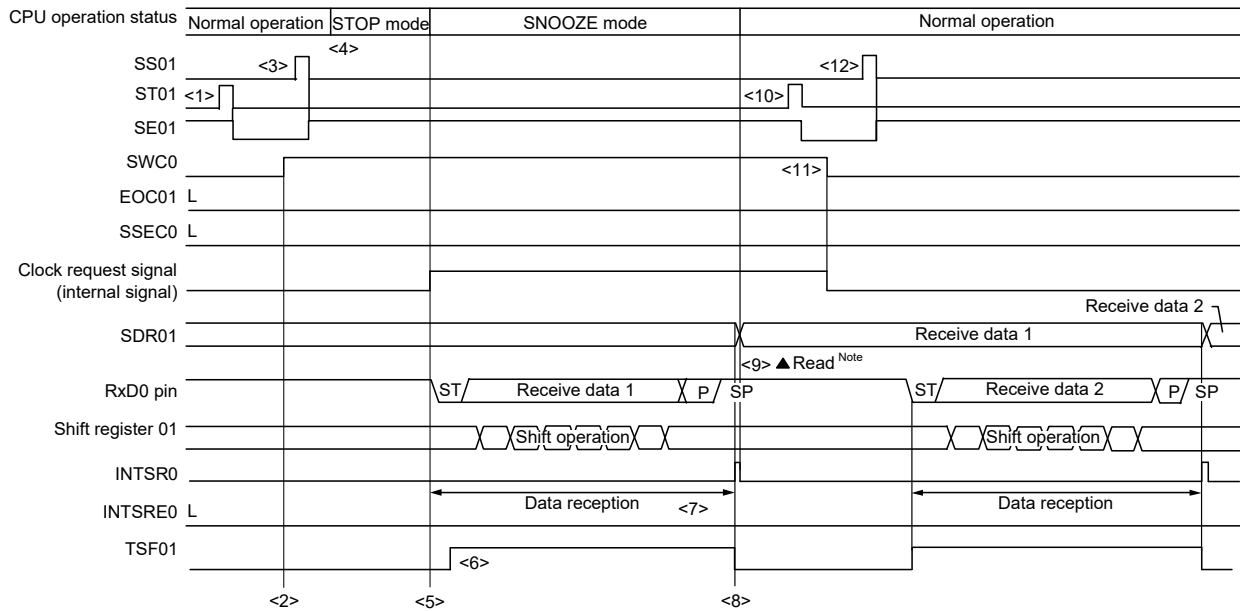 CPU operation status Normal operation STOP mode SNOOZE mode Normal operation
<4>
SS01 <3> <12>
ST01 <1> <10>
SE01
SWC0 <11>
EOC01 L
SSEC0 L
Clock request signal
(internal signal)
Receive data 2
SDR01 Receive data 1
<9> ▲ Read Note
RxD0 pin ST Receive data 1 P SP ST Receive data 2 P SP
Shift register 01 Shift operation Shift operation
INTSR0
Data reception <7> Data reception
INTSRE0 L
TSF01 <6>
<2> <5> <8>